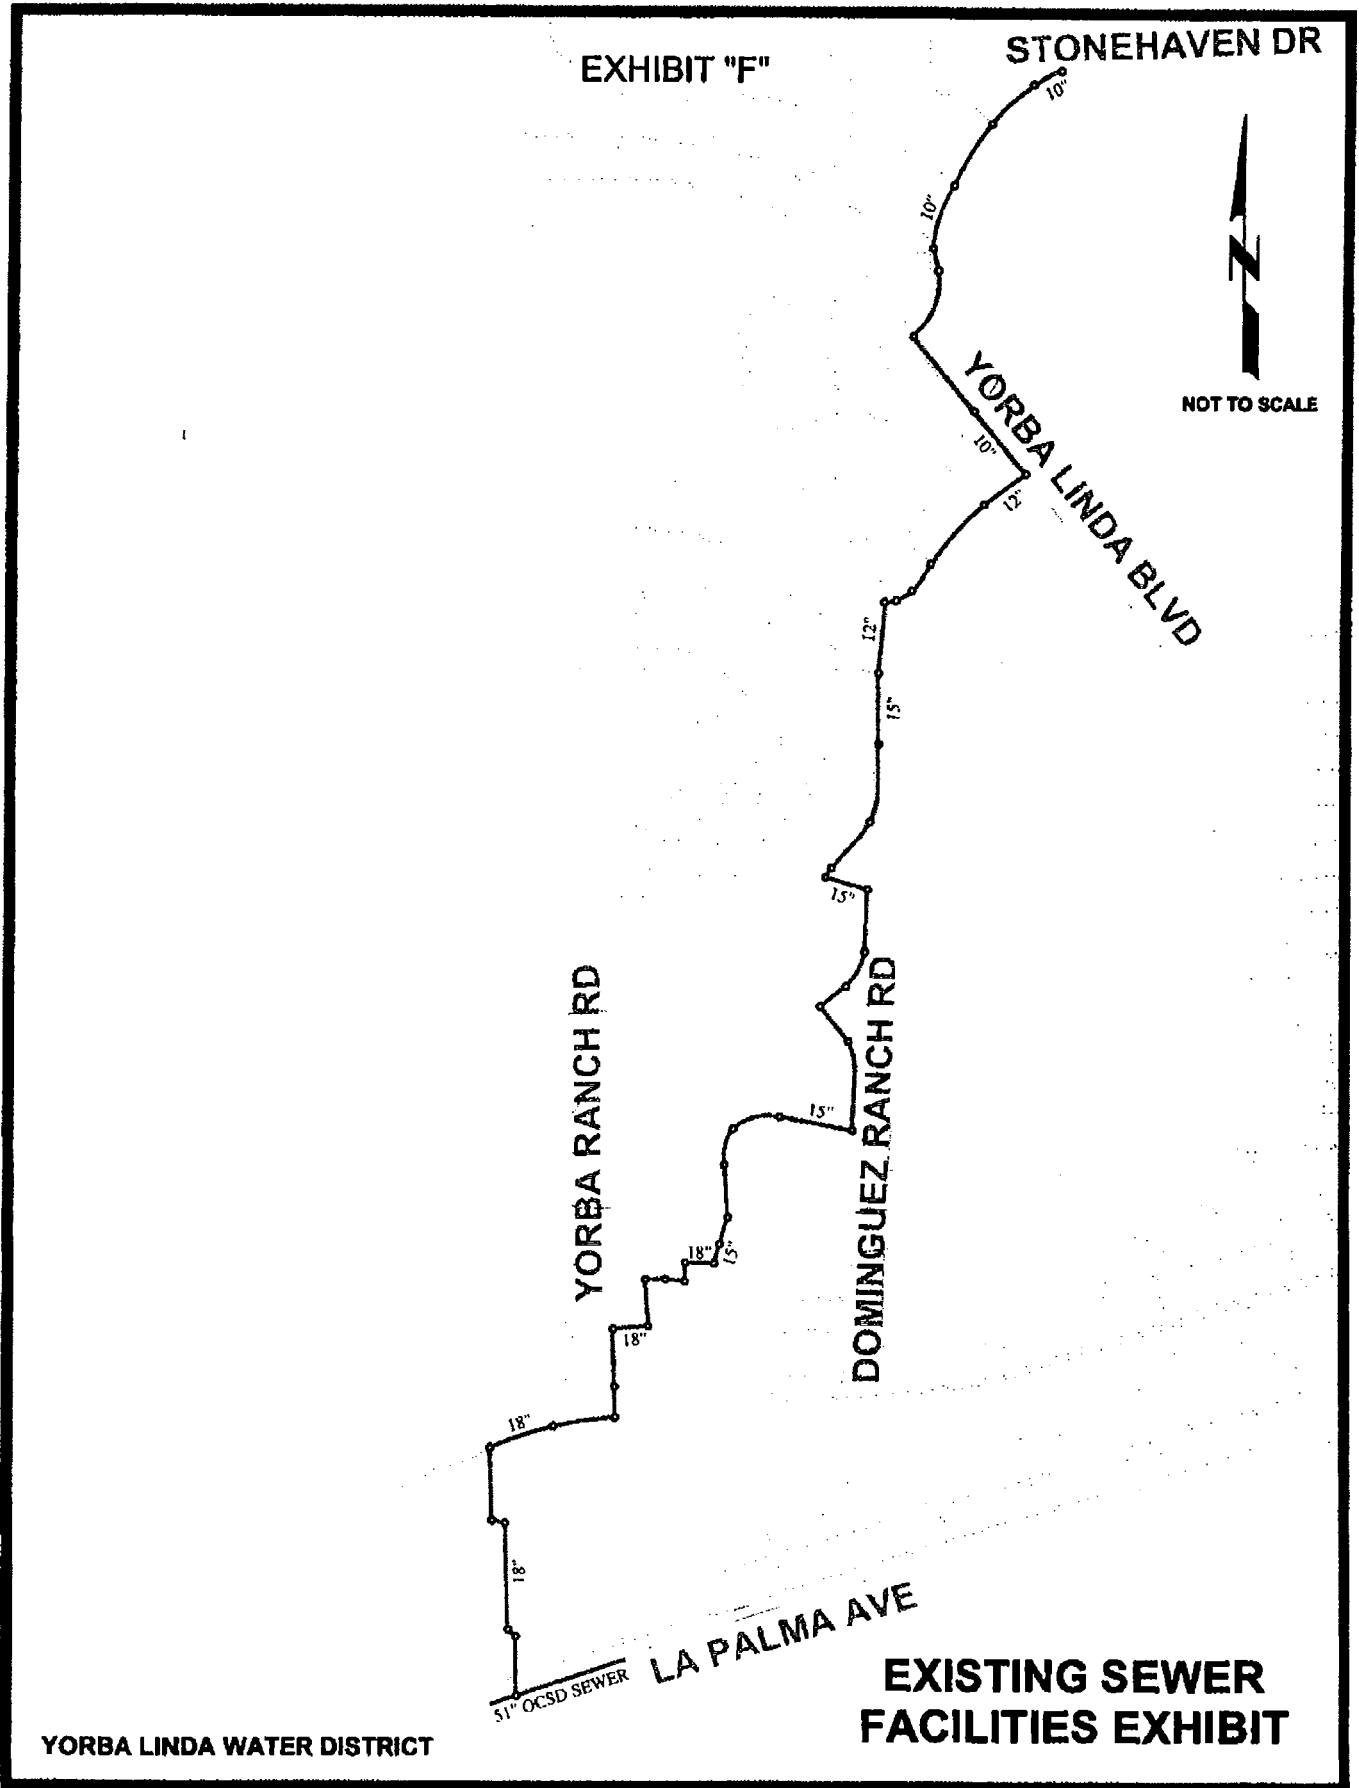 EXHIBIT "F"
STONEHAVEN DR
10"
10"
N
NOT TO SCALE
YORBA LINDA BLVD
10"
12"
12"
15"
15"
YORBA RANCH RD
DOMINGUEZ RANCH RD
15"
18"
15"
18"
18"
18"
LA PALMA AVE
51" OCSD SEWER
EXISTING SEWER
FACILITIES EXHIBIT
YORBA LINDA WATER DISTRICT